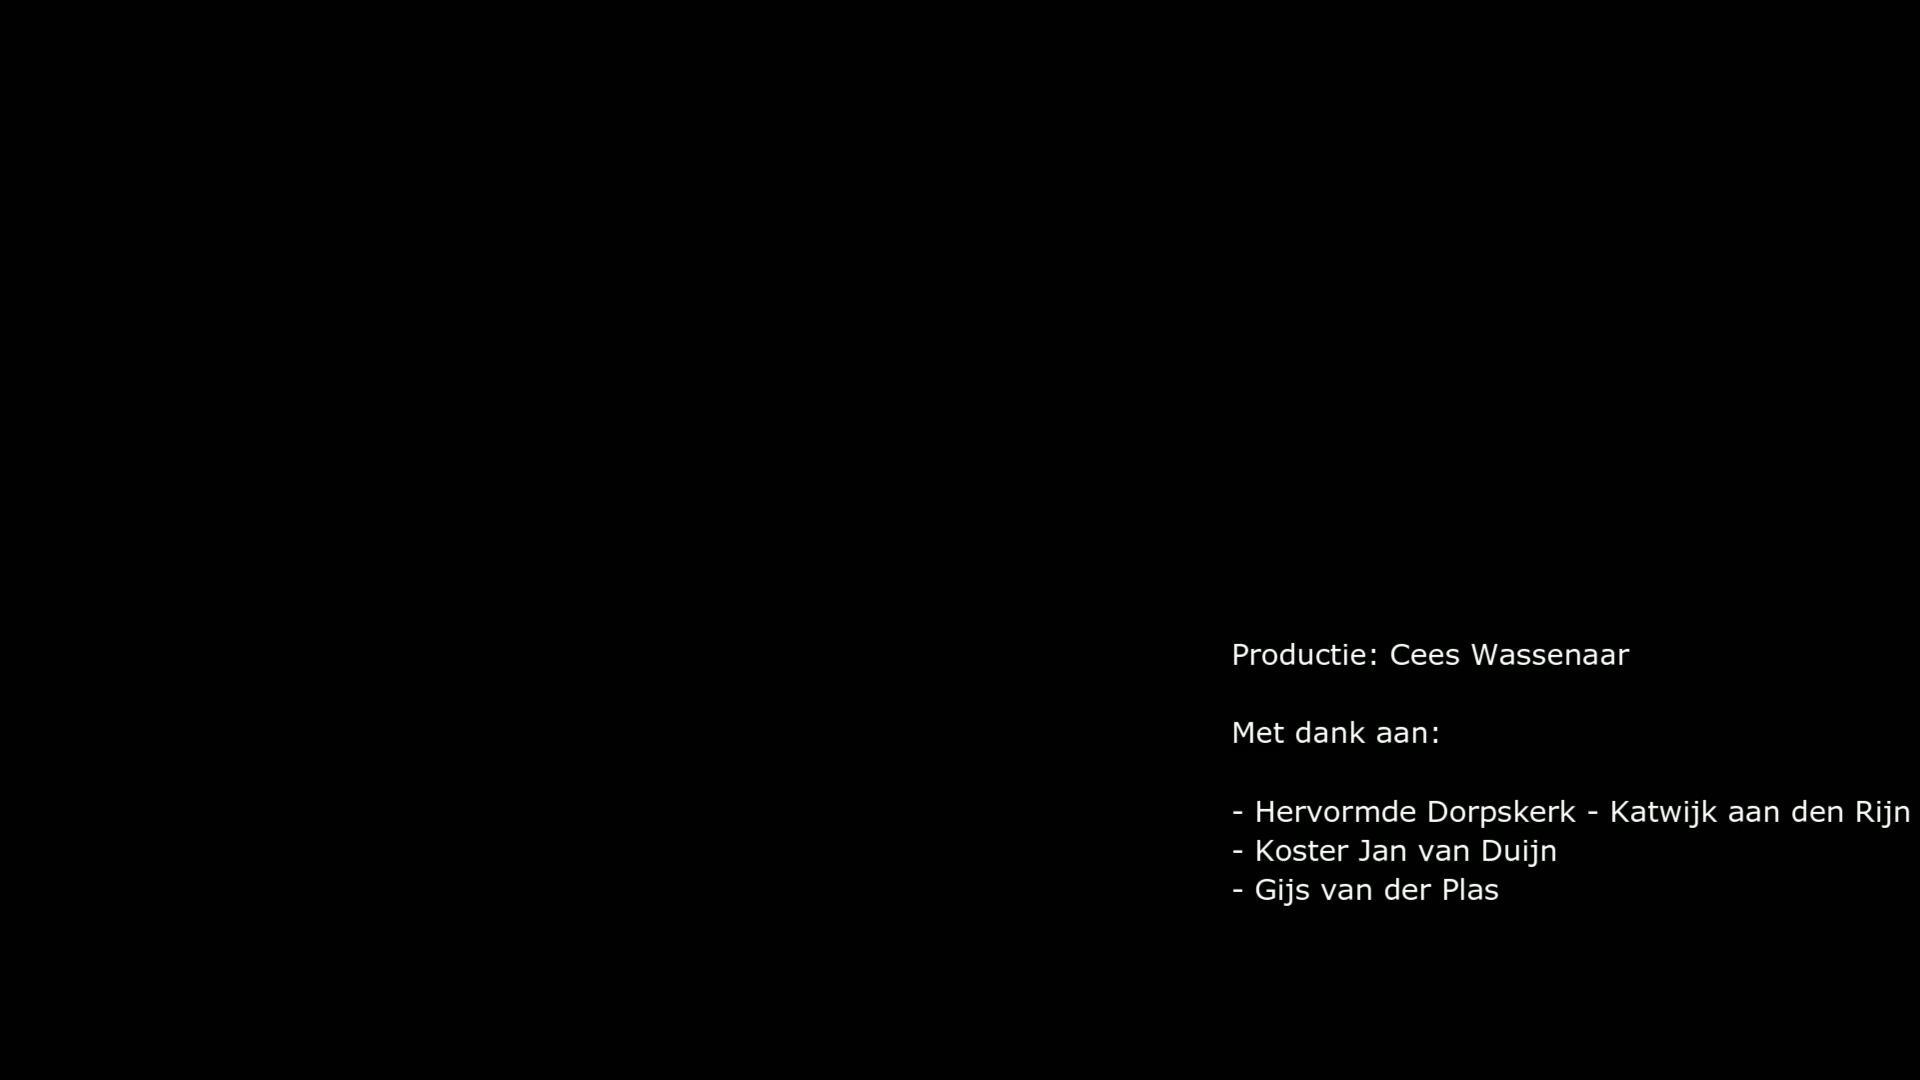 Productie: Cees Wassenaar
Met dank aan:
- Hervormde Dorpskerk - Katwijk aan den Rijn
- Koster Jan van Duijn
- Gijs van der Plas